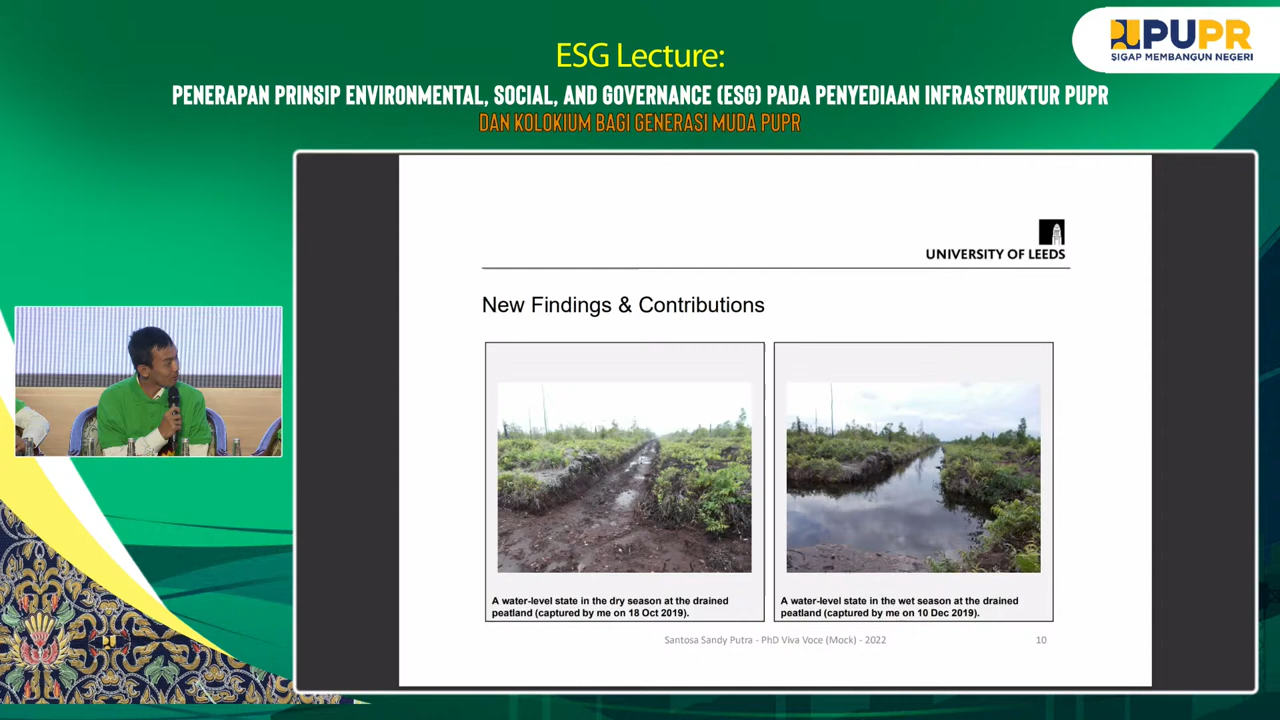 ESG Lecture:
PENERAPAN PRINSIP ENVIRONMENTAL, SOCIAL, AND GOVERNANCE (ESG) PADA PENYEDIAAN INFRASTRUKTUR PUPR
DAN KOLOKIUM BAGI GENERASI MUDA PUPR
PUPR
SIGAP MEMBANGUN NEGERI
UNIVERSITY OF LEEDS
New Findings & Contributions
A water-level state in the dry season at the drained
peatland (captured by me on 18 Oct 2019).
A water-level state in the wet season at the drained
peatland (captured by me on 10 Dec 2019).
Santosa Sandy Putra - PhD Viva Voce (Mock) - 2022
10